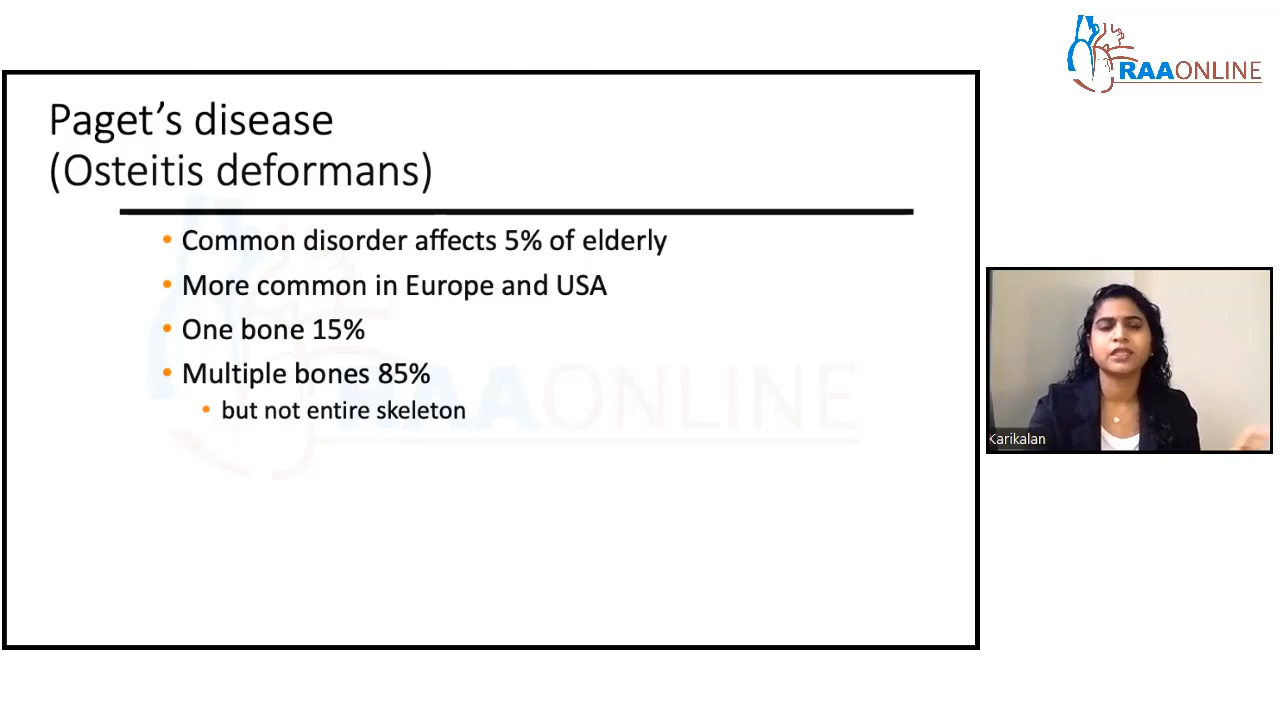 RAAONLINE
Paget’s disease
(Osteitis deformans)
• Common disorder affects 5% of elderly
• More common in Europe and USA
• One bone 15%
• Multiple bones 85%
• but not entire skeleton
RAAONLINE
Karikalan